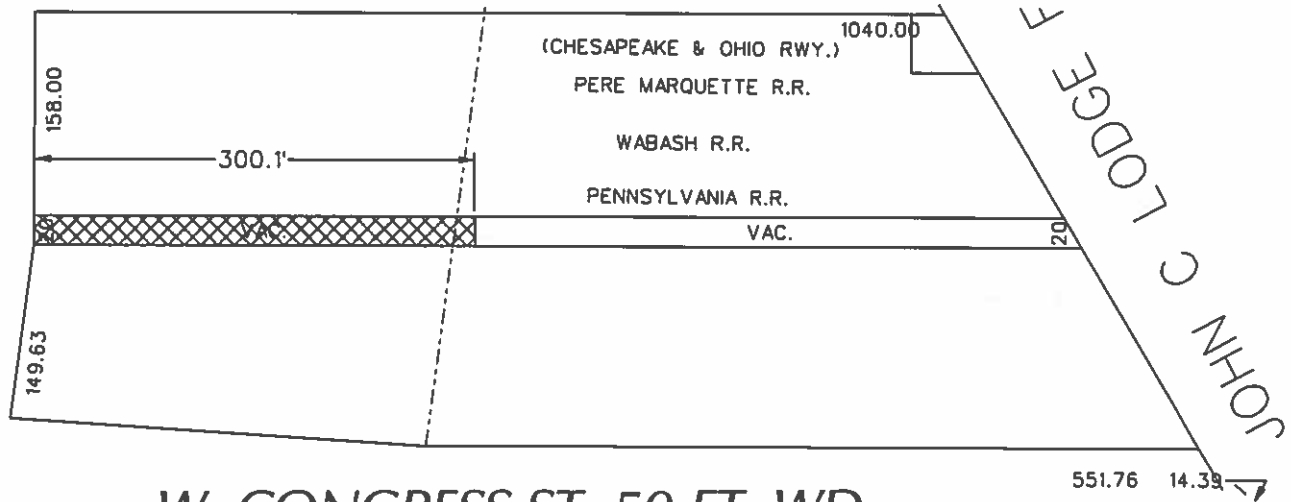 1040.00
(CHESAPEAKE & OHIO RWY.)
PERE MARQUETTE R.R.
158.00
WABASH R.R.
300.1'
PENNSYLVANIA R.R.
20
VAC.
VAC.
20
JOHN C LODGE F
149.63
551.76 14.39
W. CONGRESS ST. 50 FT. WD.